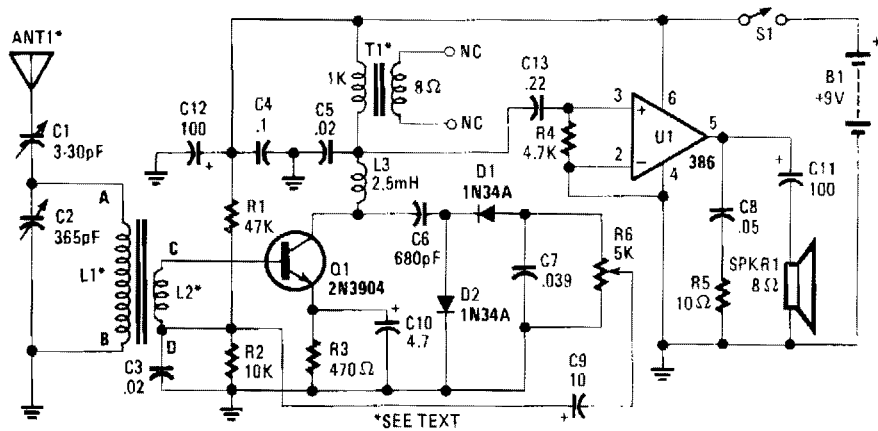 ANT1*
C1
3-30pF
C2
365pF
A
L1*
B
C
L2*
D
C3
.02
C12
100
+
C4
.1
C5
.02
R1
47K
R2
10K
1K
T1*
8Ω
NC
NC
L3
2.5mH
Q1
2N3904
R3
470Ω
+
C10
4.7
C6
680pF
D1
1N34A
D2
1N34A
C7
.039
R6
5K
C9
10
+
C13
.22
R4
4.7K
3
+
2
−
U1
386
6
5
4
C8
.05
R5
10Ω
+
C11
100
SPKR1
8Ω
S1
+
B1
+9V
*SEE TEXT